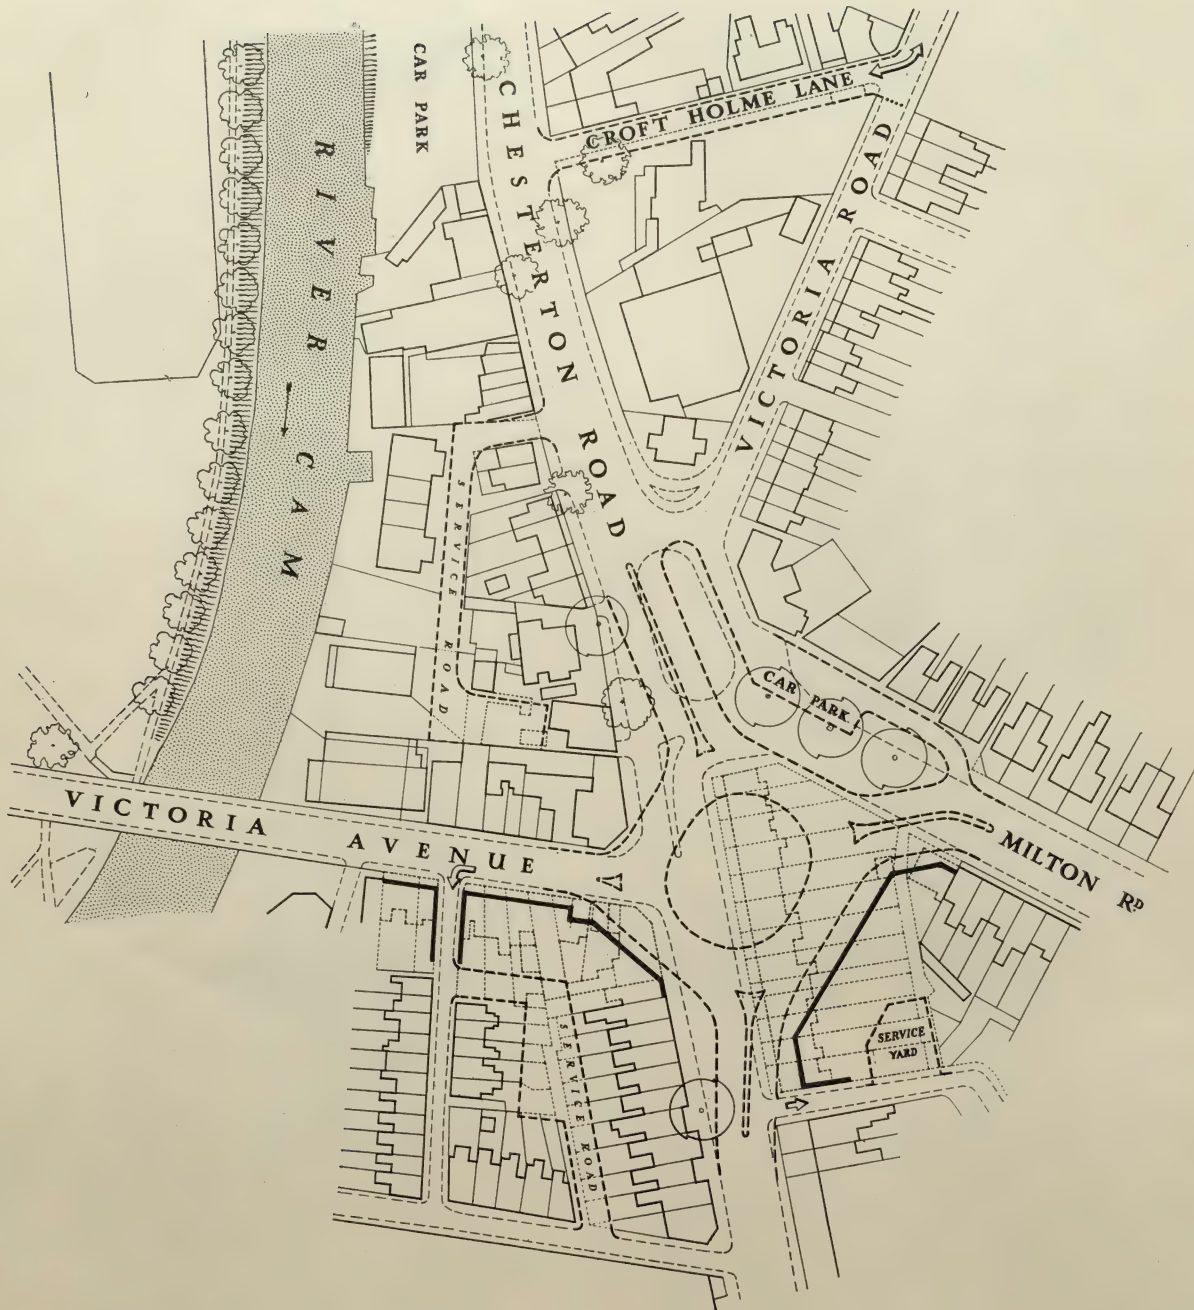 CAR PARK
CHESTERTON ROAD
CROFT HOLME LANE
RIVER CAM
VICTORIA ROAD
SERVICE ROAD
CAR PARK
VICTORIA AVENUE
MILTON RD
SERVICE
YARD
SERVICE ROAD